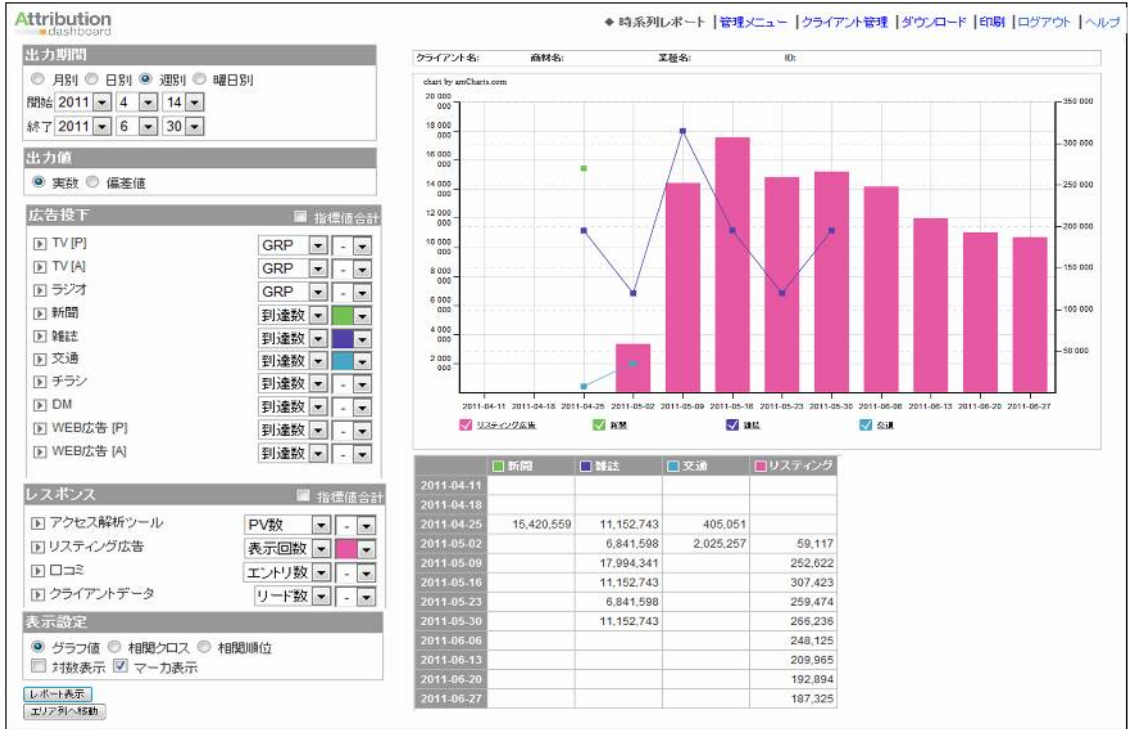 Attribution
dashboard
◆ 時系列レポート | 管理メニュー | クライアント管理 | ダウンロード | 印刷 | ログアウト | ヘルプ
出力期間
月別 日別 週別 曜日別
開始 2011 4 14
終了 2011 6 30
出力値
実数 偏差値
広告投下 指標値合計
TV [P] GRP -
TV [A] GRP -
ラジオ GRP -
新聞 到達数
雑誌 到達数
交通 到達数
チラシ 到達数 -
DM 到達数 -
WEB広告 [P] 到達数 -
WEB広告 [A] 到達数 -
レスポンス 指標値合計
アクセス解析ツール PV数 -
リスティング広告 表示回数
口コミ エントリ数 -
クライアントデータ リード数 -
表示設定
グラフ値 相関クロス 相関順位
対数表示 マーカ表示
レポート表示
エリア別へ移動
クライアント名: 商材名: 業種名: ID:
chart by amCharts.com
20 000 000
18 000 000
16 000 000
14 000 000
12 000 000
10 000 000
8 000 000
6 000 000
4 000 000
2 000 000
350 000
300 000
250 000
200 000
150 000
100 000
50 000
2011-04-11 2011-04-18 2011-04-25 2011-05-02 2011-05-09 2011-05-16 2011-05-23 2011-05-30 2011-06-06 2011-06-13 2011-06-20 2011-06-27
リスティング広告 新聞 雑誌 交通
新聞 雑誌 交通 リスティング
2011-04-11
2011-04-18
2011-04-25 15,420,559 11,152,743 405,051
2011-05-02 6,841,598 2,025,257 59,117
2011-05-09 17,994,341 252,622
2011-05-16 11,152,743 307,423
2011-05-23 6,841,598 259,474
2011-05-30 11,152,743 266,236
2011-06-06 248,125
2011-06-13 209,965
2011-06-20 192,894
2011-06-27 187,325